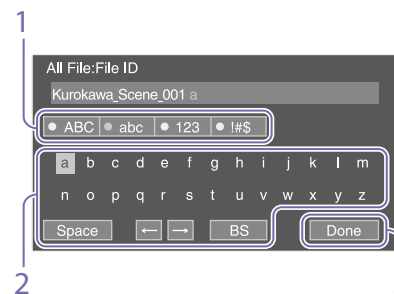 1
All File:File ID
Kurokawa_Scene_001 a
ABC abc 123 !#$
a b c d e f g h i j k l m
n o p q r s t u v w x y z
Space ← → BS Done
2